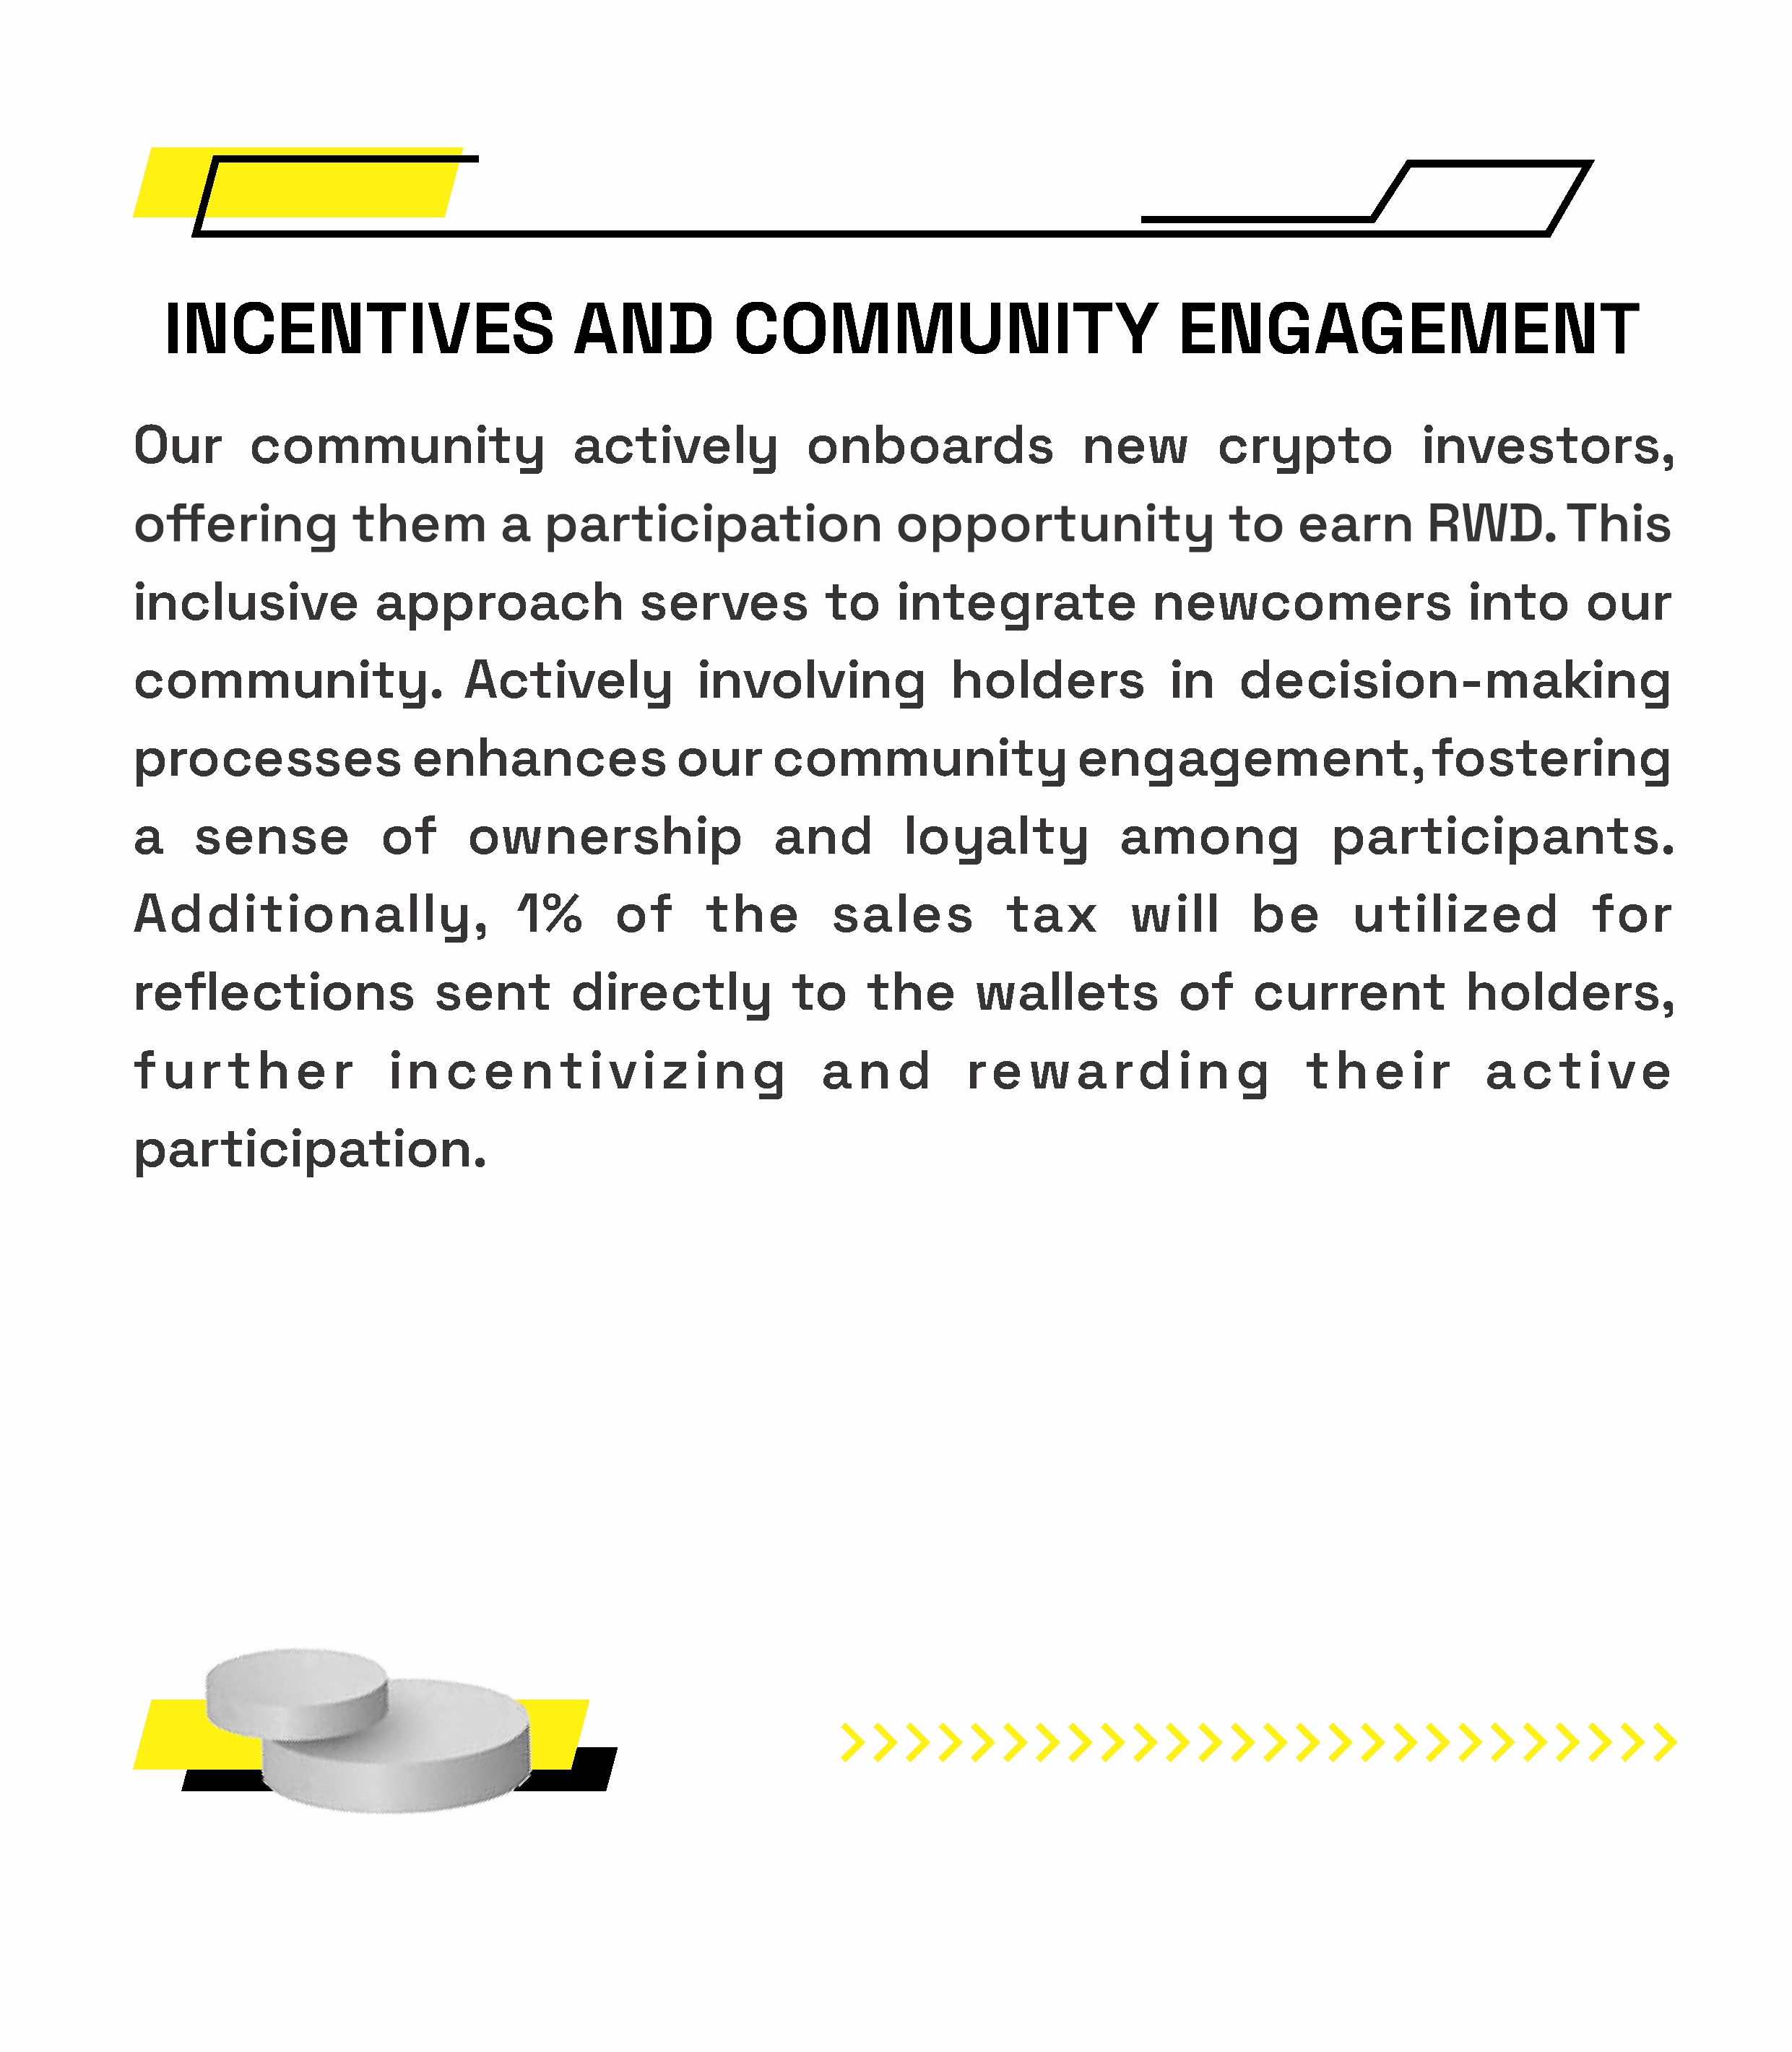 INCENTIVES AND COMMUNITY ENGAGEMENT
Our community actively onboards new crypto investors,
offering them a participation opportunity to earn RWD. This
inclusive approach serves to integrate newcomers into our
community. Actively involving holders in decision-making
processes enhances our community engagement, fostering
a sense of ownership and loyalty among participants.
Additionally, 1% of the sales tax will be utilized for
reflections sent directly to the wallets of current holders,
further incentivizing and rewarding their active
participation.